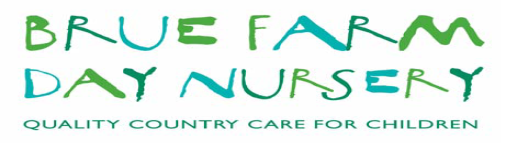 BRUE FARM
DAY NURSERY
QUALITY COUNTRY CARE FOR CHILDREN